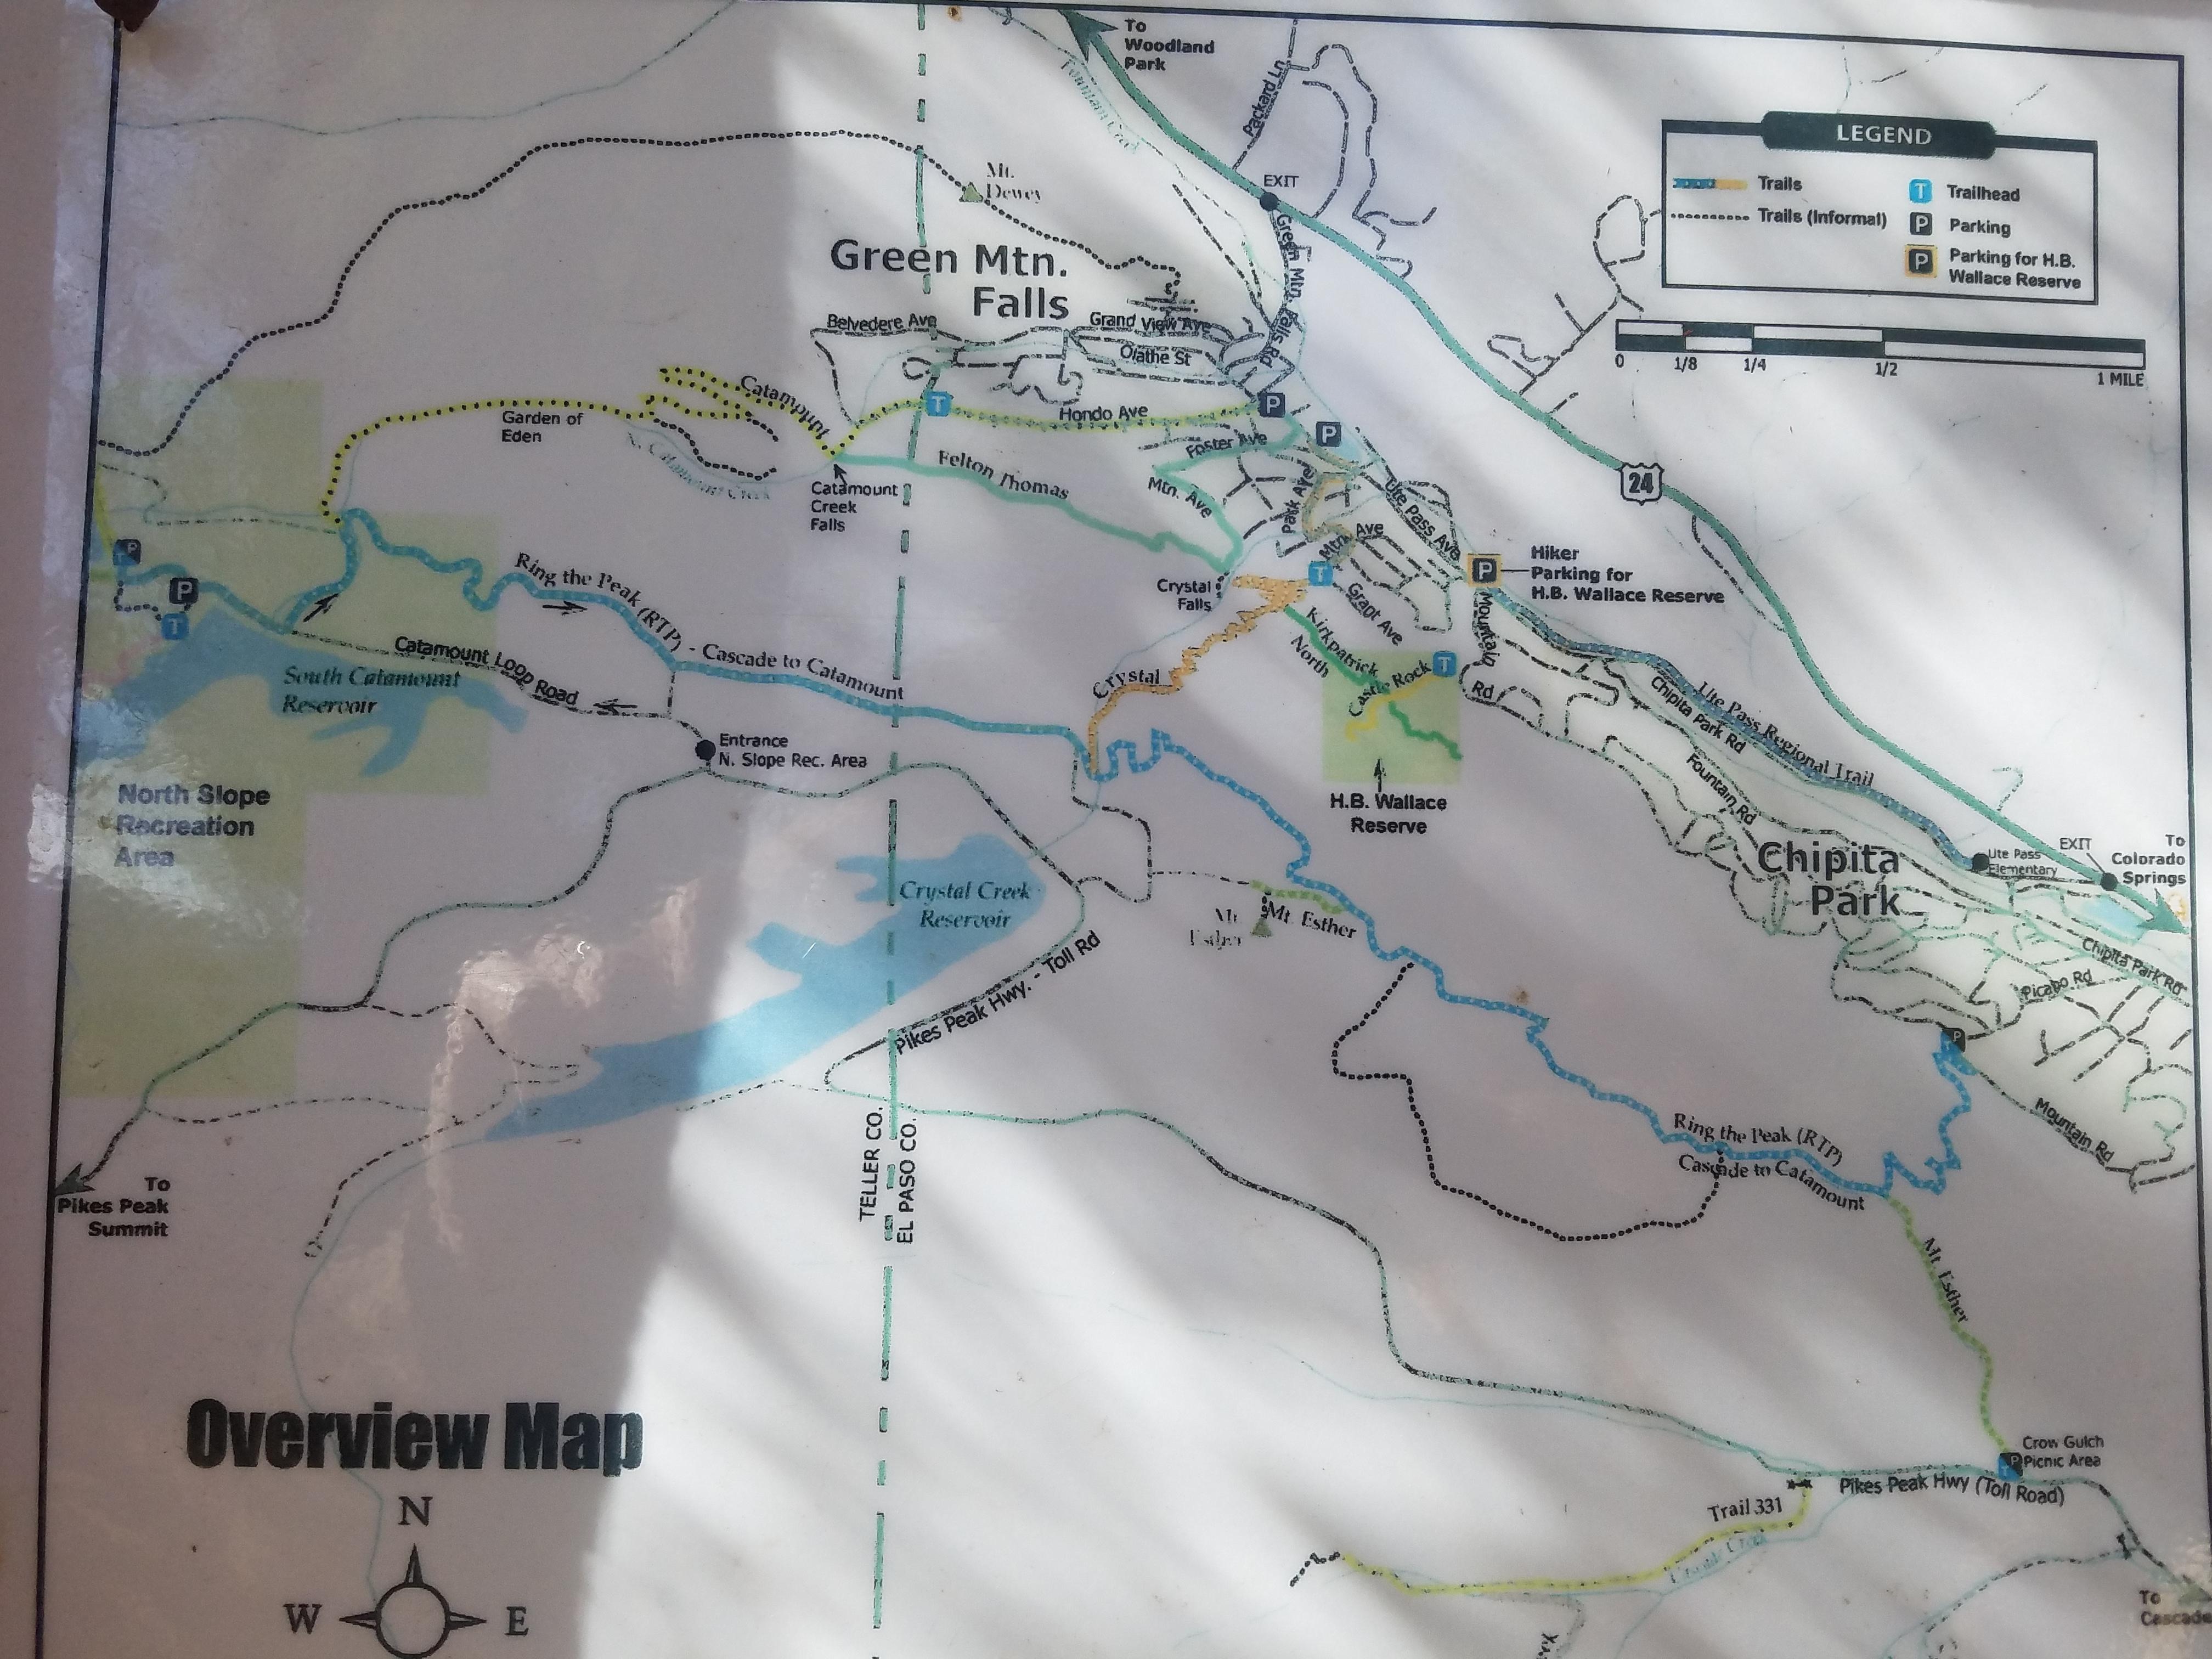 To
Woodland
Park
Packard Ln
EXIT
LEGEND
Trails
Trails (Informal)
T
Trailhead
P
Parking
P
Parking for H.B.
Wallace Reserve
0
1/8
1/4
1/2
1 MILE
Mt.
Dewey
Green Mtn.
Falls
Green Mtn. Falls Rd
Belvedere Ave
Grand View Ave
Olathe St
Catamount
T
Hondo Ave
P
P
Garden of
Eden
N. Catamount Creek
Foster Ave
Felton Thomas
Mtn. Ave
Park Ave
Ute Pass Ave
24
Catamount
Creek
Falls
Mtn. Ave
P
Hiker
Parking for
H.B. Wallace Reserve
P
P
T
Ring the Peak (RTP) - Cascade to Catamount
Crystal
Falls
T
Grant Ave
Mountain
Rd
Kirkpatrick
North
Castle Rock
T
Crystal
Catamount Loop Road
South Catamount
Reservoir
Ute Pass Regional Trail
Chipita Park Rd
Fountain Rd
Entrance
N. Slope Rec. Area
North Slope
Recreation
Area
H.B. Wallace
Reserve
Chipita
Park
Ute Pass
Elementary
EXIT
To
Colorado
Springs
Crystal Creek
Reservoir
Mt.
Esther
Mt. Esther
Chipita Park Rd
Picabo Rd
Pikes Peak Hwy. - Toll Rd
P
Mountain Rd
TELLER CO.
EL PASO CO.
Ring the Peak (RTP)
Cascade to Catamount
To
Pikes Peak
Summit
Mt. Esther
Overview Map
Crow Gulch
Picnic Area
P
Pikes Peak Hwy (Toll Road)
Trail 331
N
W
E
To
Cascade